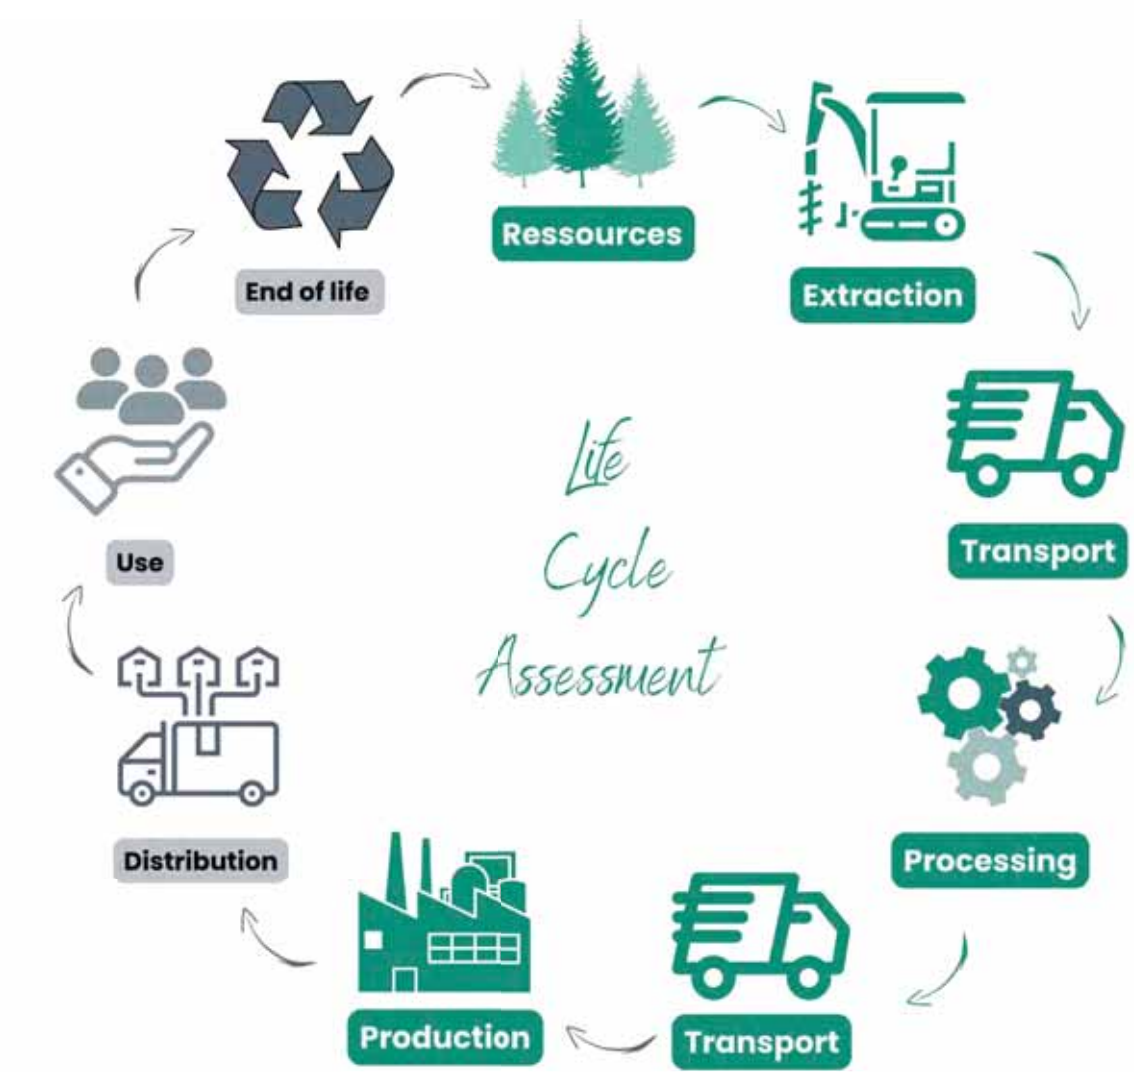 Ressources
Extraction
Transport
Processing
Transport
Production
Distribution
Use
End of life
Life
Cycle
Assessment